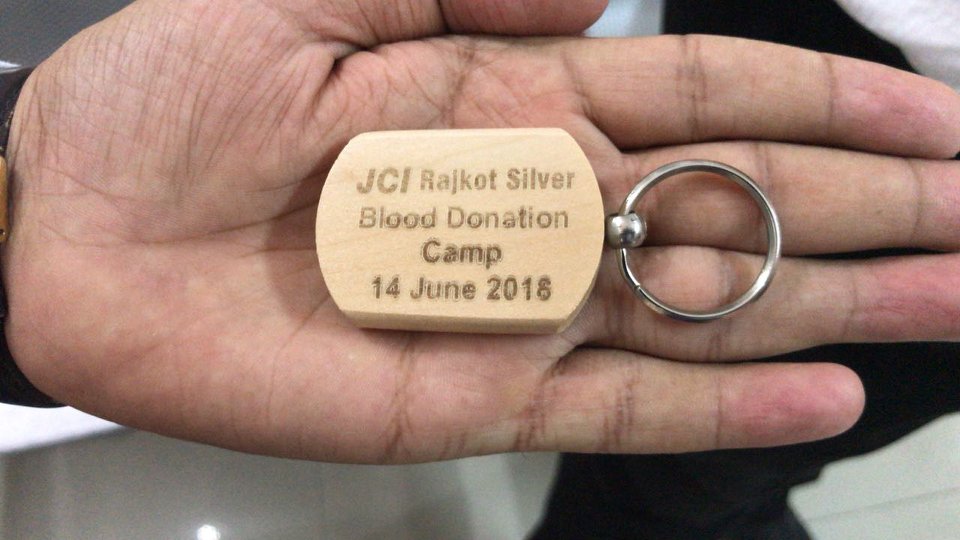 JCI Rajkot Silver
Blood Donation
Camp
14 June 2018